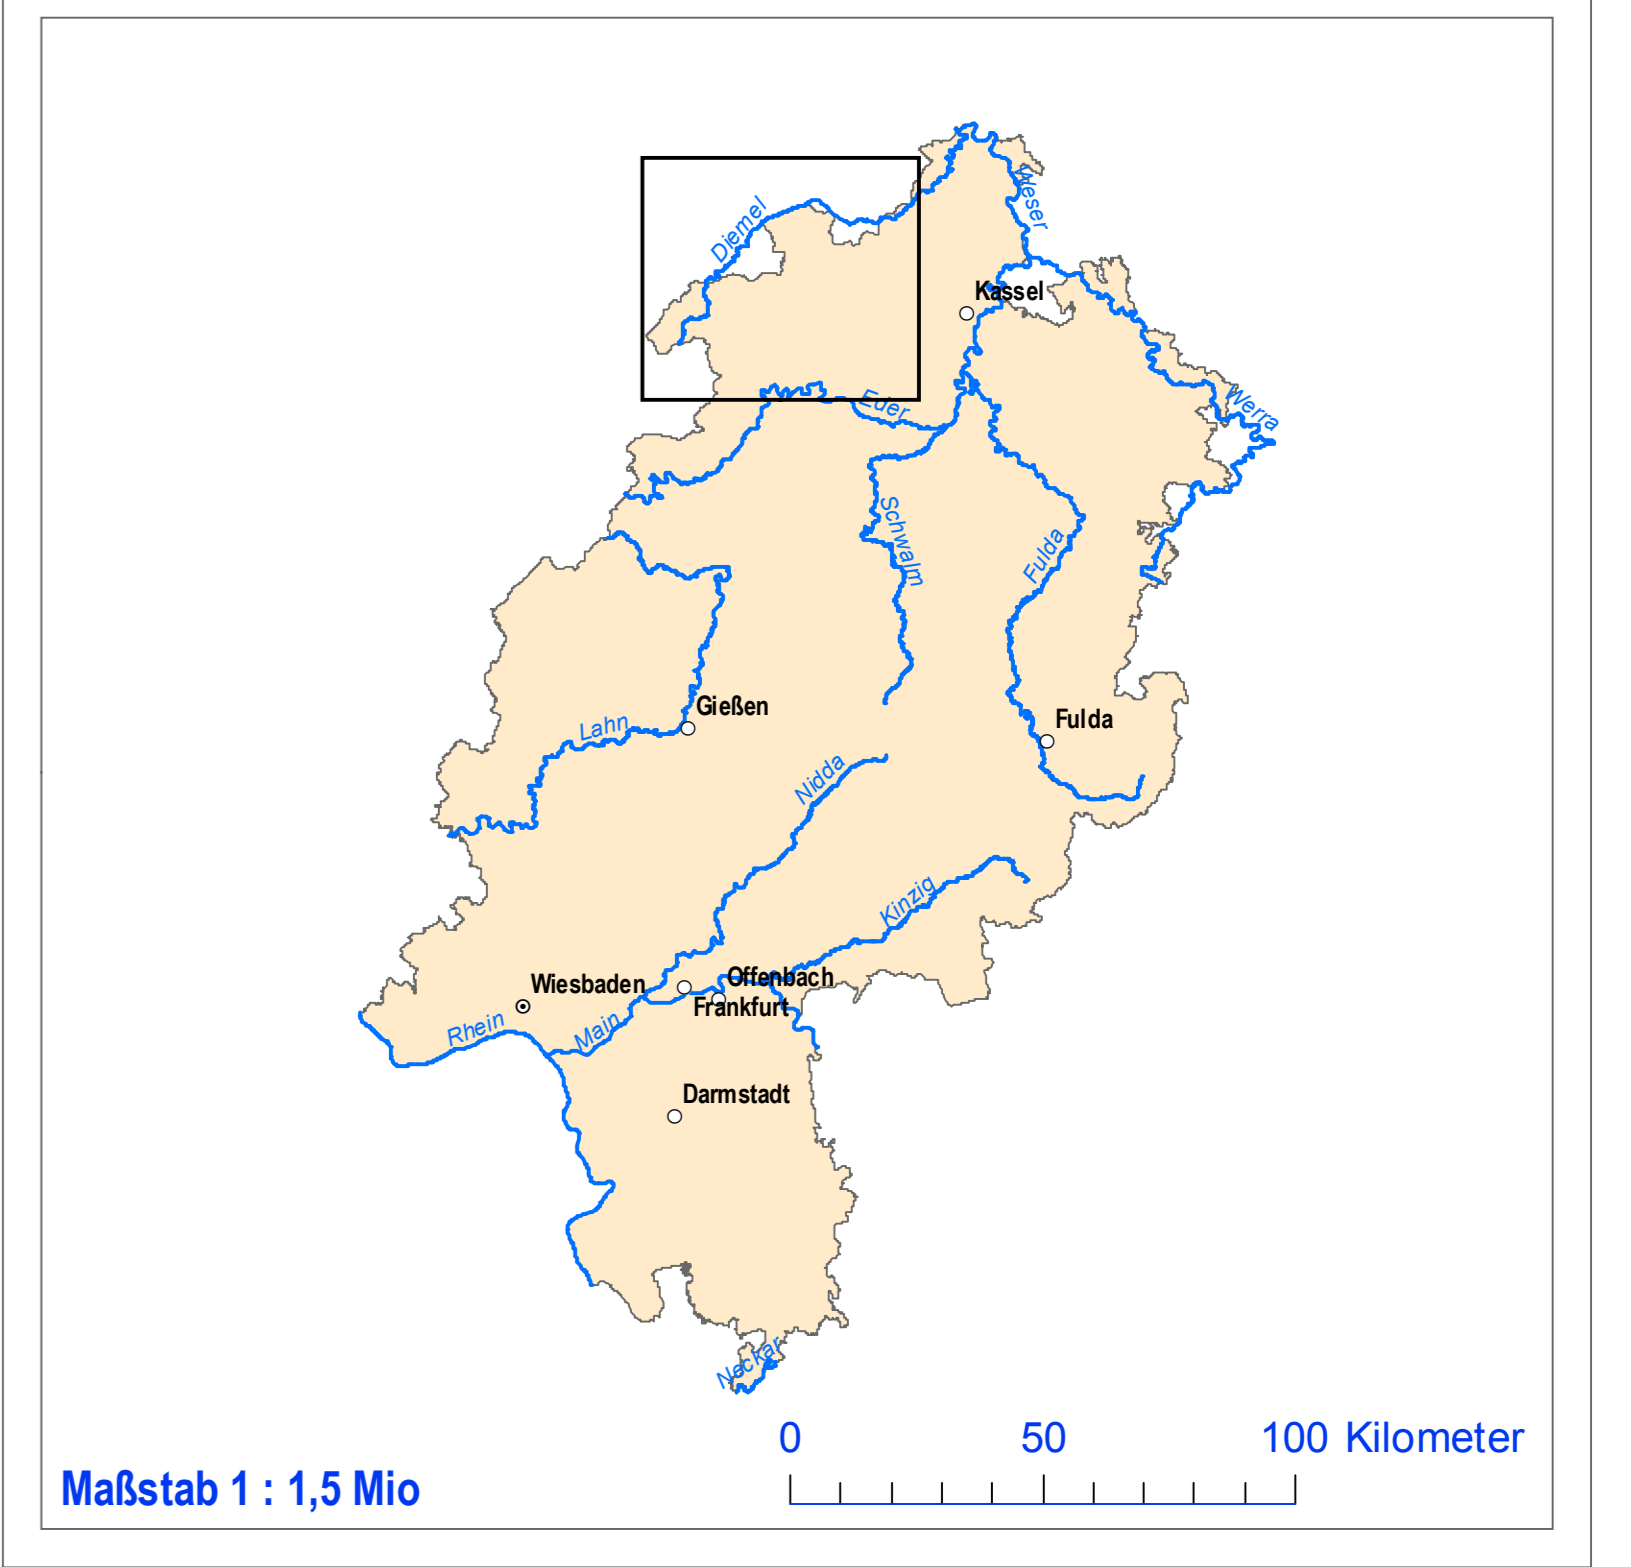 Weser
Diemel
Kassel
Eder
Werra
Schwalm
Fulda
Gießen
Fulda
Lahn
Nidda
Kinzig
Offenbach
Wiesbaden
Frankfurt
Rhein
Main
Darmstadt
Neckar
0 50 100 Kilometer
Maßstab 1 : 1,5 Mio